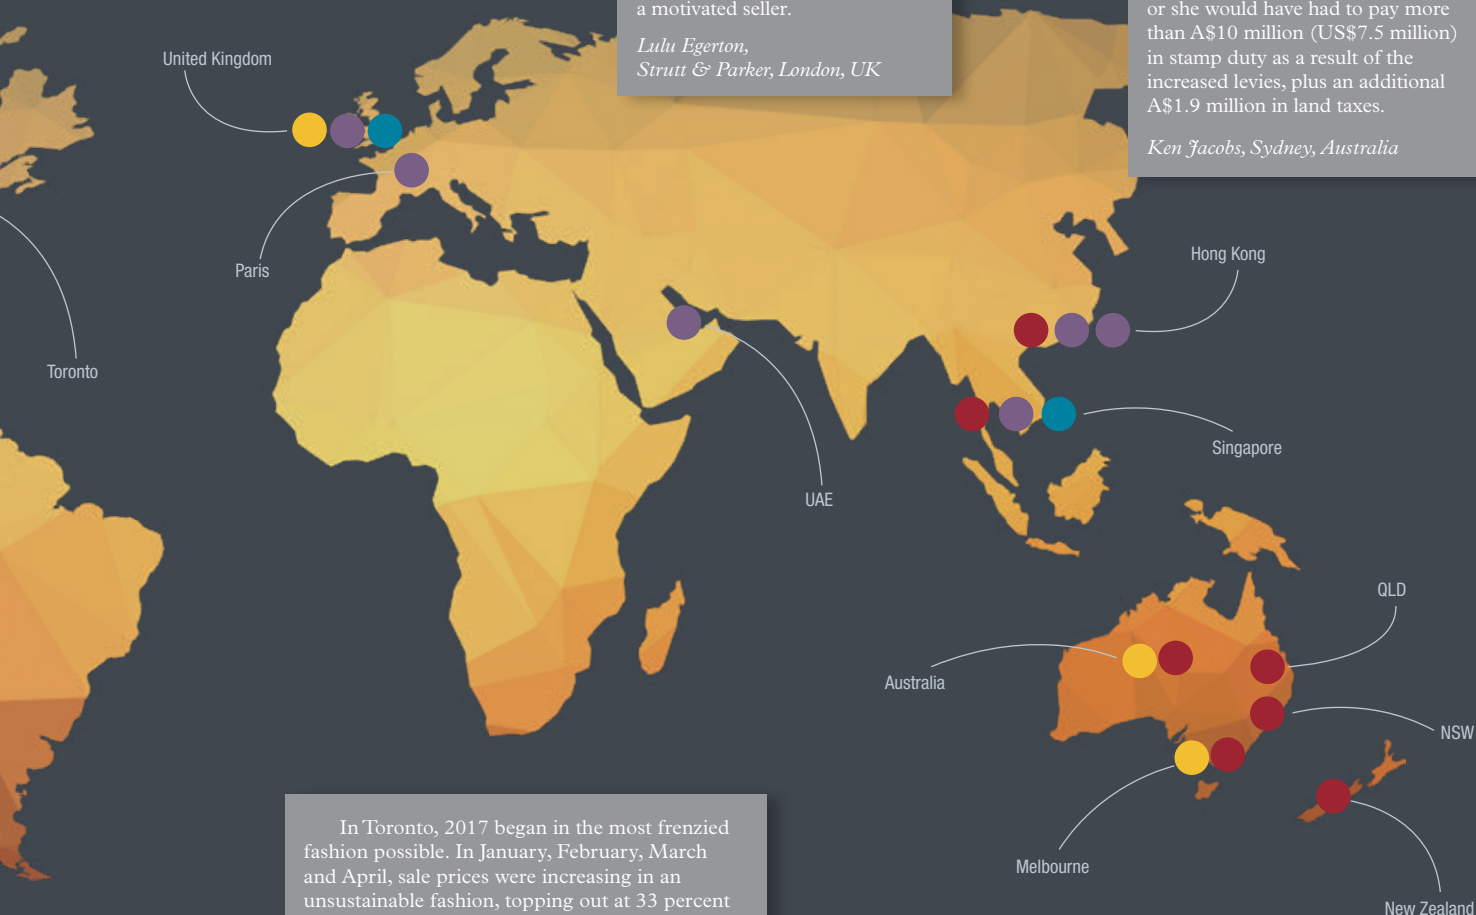 a motivated seller.
Lulu Egerton,
Strutt & Parker, London, UK
or she would have had to pay more
than A$10 million (US$7.5 million)
in stamp duty as a result of the
increased levies, plus an additional
A$1.9 million in land taxes.
Ken Jacobs, Sydney, Australia
United Kingdom
Paris
Toronto
Hong Kong
Singapore
UAE
QLD
Australia
NSW
Melbourne
New Zealand
In Toronto, 2017 began in the most frenzied
fashion possible. In January, February, March
and April, sale prices were increasing in an
unsustainable fashion, topping out at 33 percent